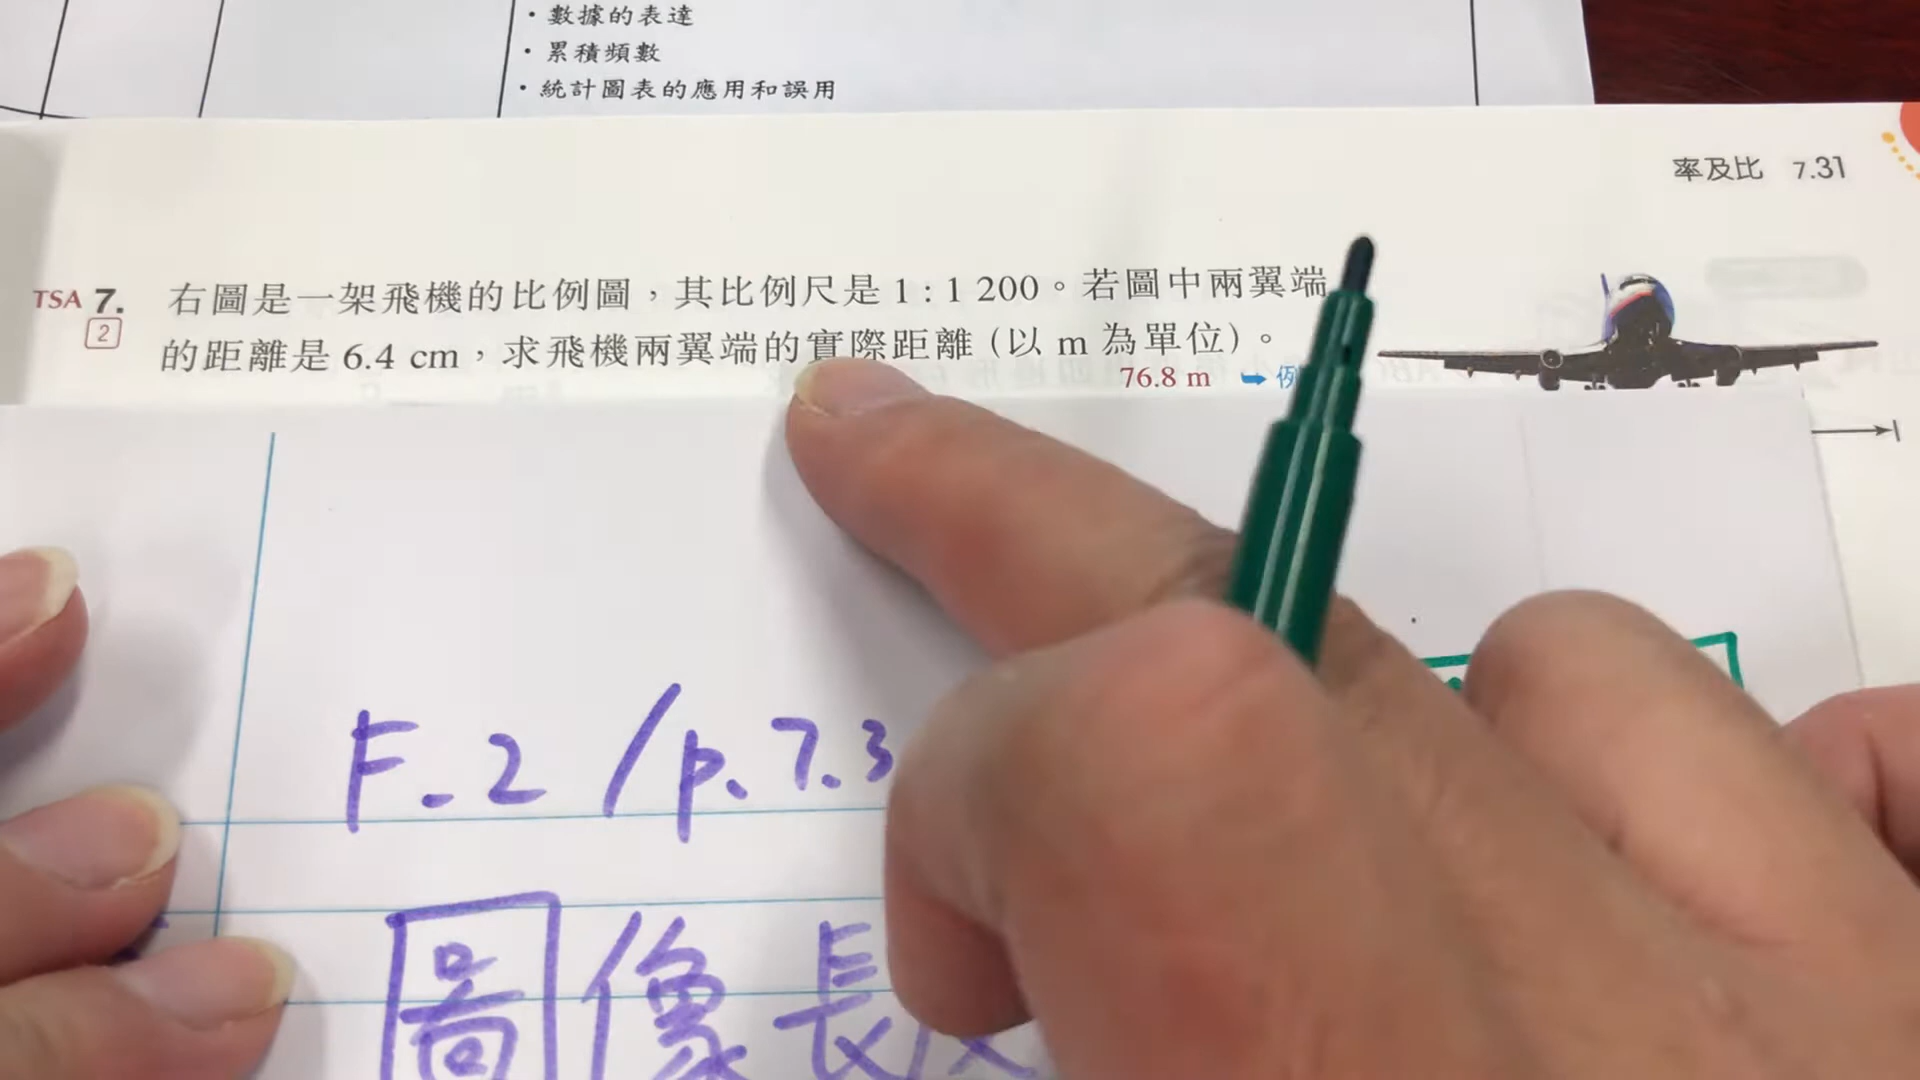 • 數據的表達
• 累積頻數
• 統計圖表的應用和誤用
率及比 7.31
TSA 7. 右圖是一架飛機的比例圖，其比例尺是 1 : 1 200。若圖中兩翼端
2 的距離是 6.4 cm，求飛機兩翼端的實際距離 (以 m 為單位)。
76.8 m ➡
F.2 / p.7.3
圖像長